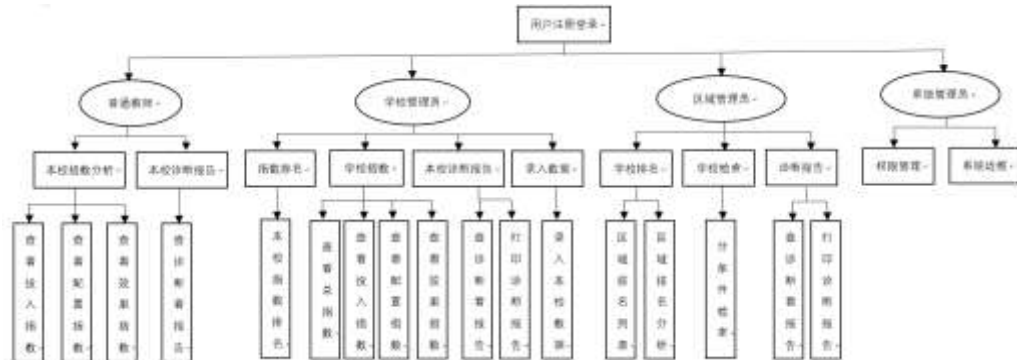 用户注册登录
普通教师
学校管理员
区域管理员
系统管理员
本校指数分析
本校诊断报告
指数排名
学校指数
本校诊断报告
录入数据
学校排名
学校检索
诊断报告
权限管理
系统运维
查看投入指数
查看配置指数
查看效果指数
查诊断看报告
本校指数排名
查看总指数
查看投入指数
查看配置指数
查看效果指数
查诊断看报告
打印诊断报告
录入本校数据
区域排名列表
区域排名分析
分条件检索
查诊断看报告
打印诊断报告